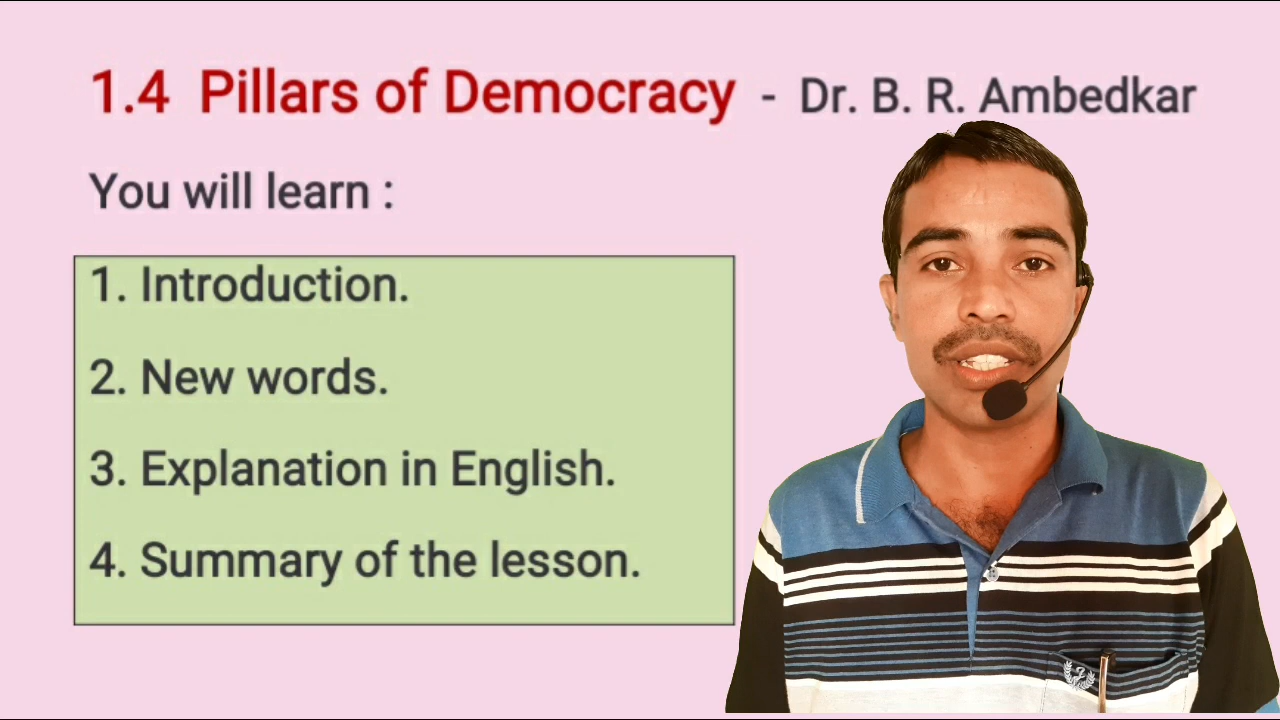 1.4 Pillars of Democracy - Dr. B. R. Ambedkar
You will learn :
1. Introduction.
2. New words.
3. Explanation in English.
4. Summary of the lesson.